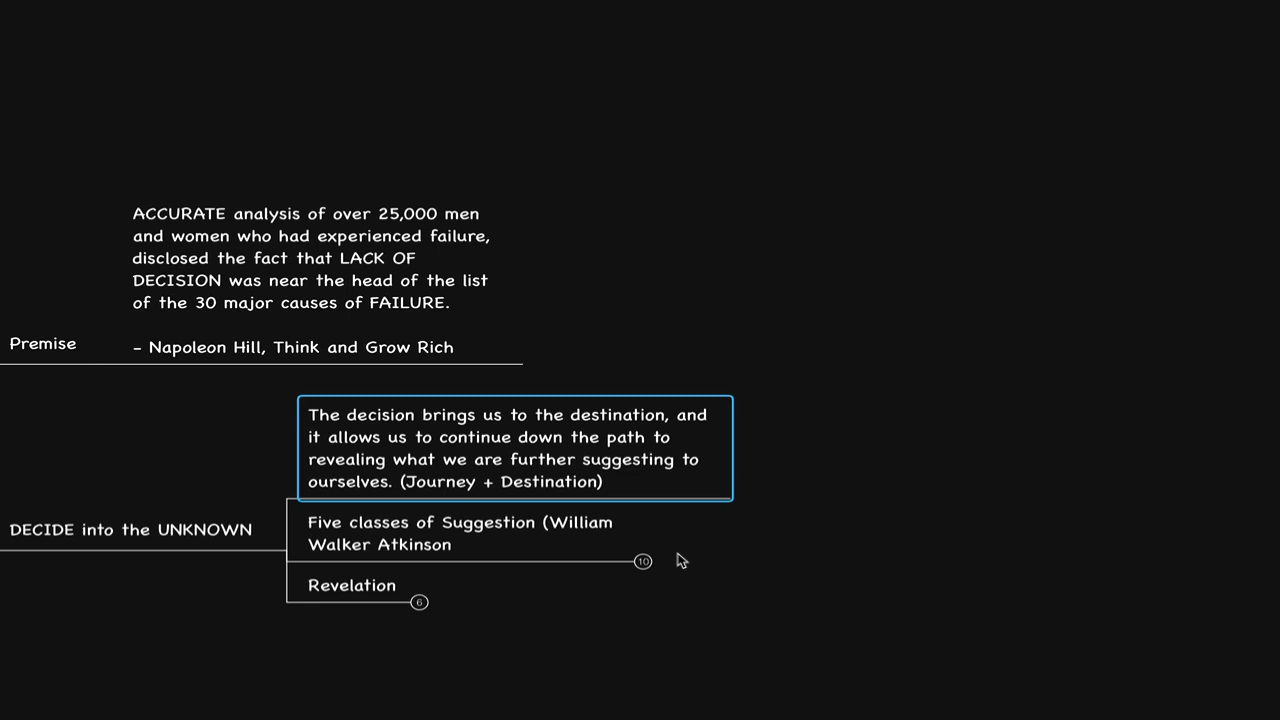 ACCURATE analysis of over 25,000 men
and women who had experienced failure,
disclosed the fact that LACK OF
DECISION was near the head of the list
of the 30 major causes of FAILURE.
Premise
– Napoleon Hill, Think and Grow Rich
The decision brings us to the destination, and
it allows us to continue down the path to
revealing what we are further suggesting to
ourselves. (Journey + Destination)
DECIDE into the UNKNOWN
Five classes of Suggestion (William
Walker Atkinson
10
Revelation
6